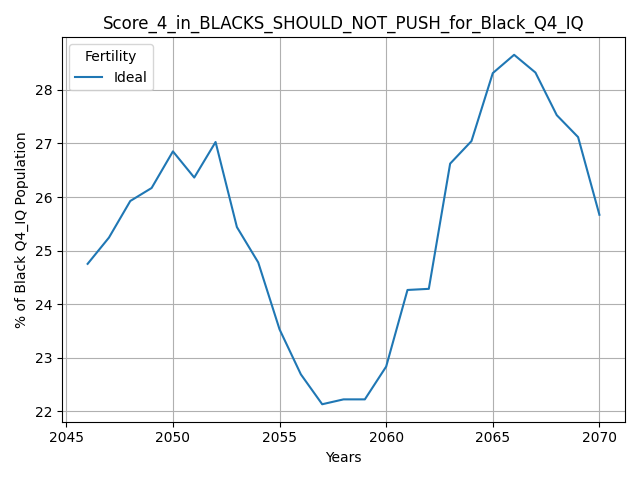 Score_4_in_BLACKS_SHOULD_NOT_PUSH_for_Black_Q4_IQ
Fertility
Ideal
% of Black Q4_IQ Population
28
27
26
25
24
23
22
2045 2050 2055 2060 2065 2070
Years